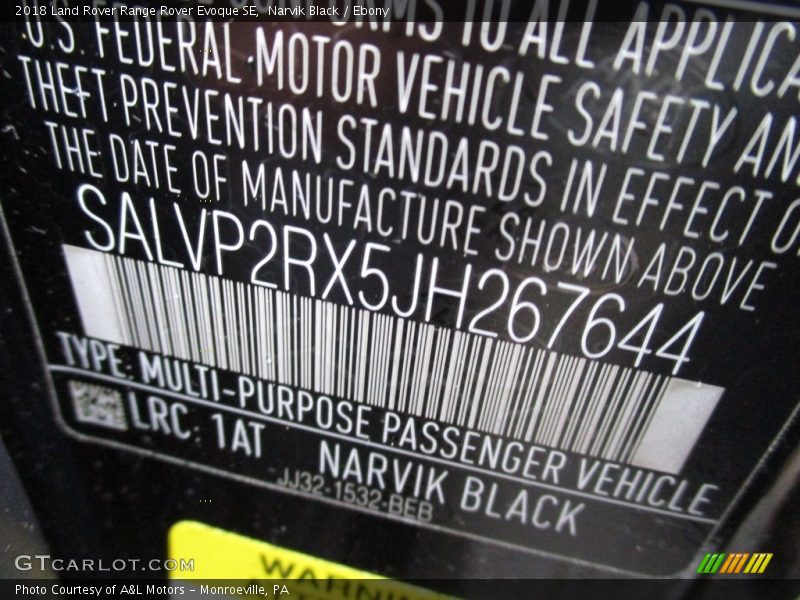 2018 Land Rover Range Rover Evoque SE, Narvik Black / Ebony
TO ALL
U.S. FEDERAL MOTOR VEHICLE SAFETY
THEFT PREVENTION STANDARDS IN EFFECT
THE DATE OF MANUFACTURE SHOWN ABOVE
SALVP2RX5JH267644
TYPE: MULTI-PURPOSE PASSENGER VEHICLE
LRC: 1AT NARVIK BLACK
JJ32-1532-BEB
GTCARLOT.COM
Photo Courtesy of A&L Motors - Monroeville, PA